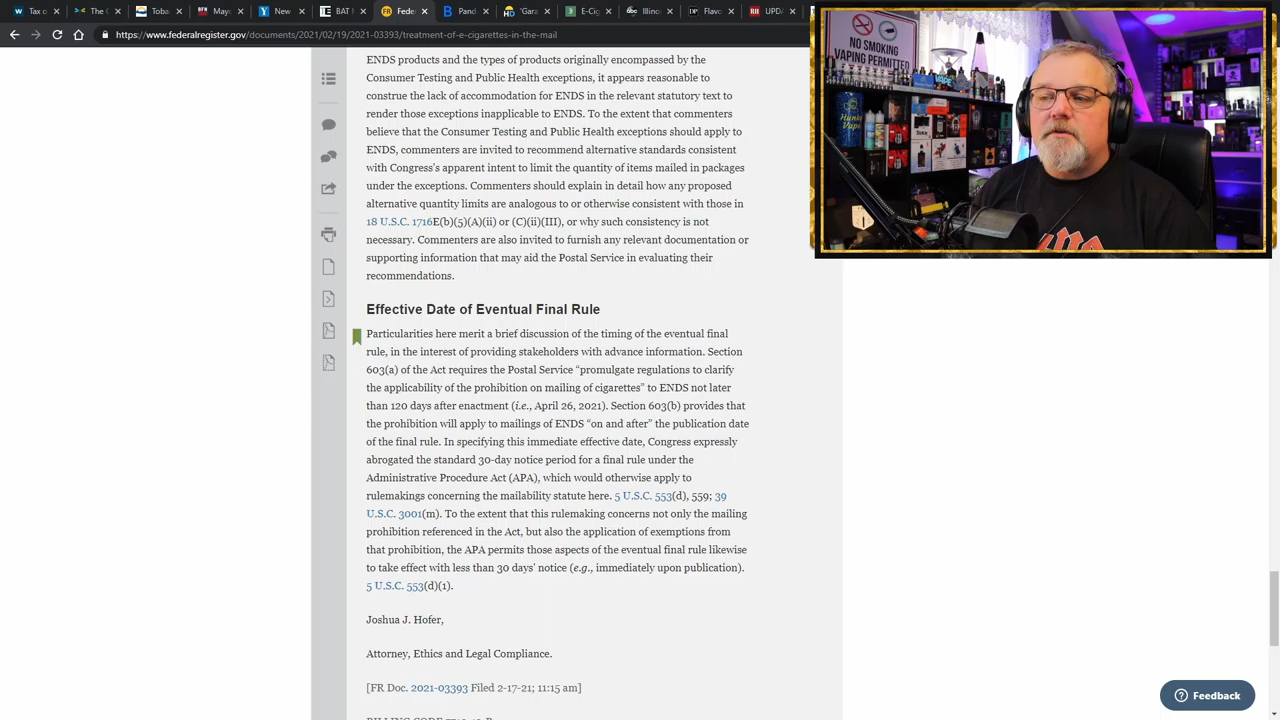 Tax
The
Mana
Y
FR
B
HD
UPU - 
https://www.federalregister.gov
nts/2021/02/19/2021-03393/treatment-of-e-cigarettes-in-the-mail
NO SMOKING
VAPING PERMITTED
VAPE
ENDS products and the types of products originally encompassed by the
Consumer Testing and Public Health exceptions, it appears reasonable to
construe the lack of accommodation for ENDS in the relevant statutory text to
render those exceptions inapplicable to ENDS. To the extent that commenters
believe that the Consumer Testing and Public Health exceptions should apply to
ENDS, commenters are invited to recommend alternative standards consistent
with Congress's apparent intent to limit the quantity of items mailed in packages
under the exceptions. Commenters should explain in detail how any proposed
alternative quantity limits are analogous to or otherwise consistent with those in
18 U.S.C. 1716E(b)(5)(A)(ii) or (C)(ii)(III), or why such consistency is not
necessary. Commenters are also invited to furnish any relevant documentation or
supporting information that may aid the Postal Service in evaluating their
recommendations.
Effective Date of Eventual Final Rule
Particularities here merit a brief discussion of the timing of the eventual final
rule, in the interest of providing stakeholders with advance information. Section
603(a) of the Act requires the Postal Service “promulgate regulations to clarify
the applicability of the prohibition on mailing of cigarettes” to ENDS not later
than 120 days after enactment (i.e., April 26, 2021). Section 603(b) provides that
the prohibition will apply to mailings of ENDS “on and after” the publication date
of the final rule. In specifying this immediate effective date, Congress expressly
abrogated the standard 30-day notice period for a final rule under the
Administrative Procedure Act (APA), which would otherwise apply to
rulemakings concerning the mailability statute here. 5 U.S.C. 553(d), 559; 39
U.S.C. 3001(m). To the extent that this rulemaking concerns not only the mailing
prohibition referenced in the Act, but also the application of exemptions from
that prohibition, the APA permits those aspects of the eventual final rule likewise
to take effect with less than 30 days' notice (e.g., immediately upon publication).
5 U.S.C. 553(d)(1).
Joshua J. Hofer,
Attorney, Ethics and Legal Compliance.
[FR Doc. 2021-03393 Filed 2-17-21; 11:15 am]
Feedback